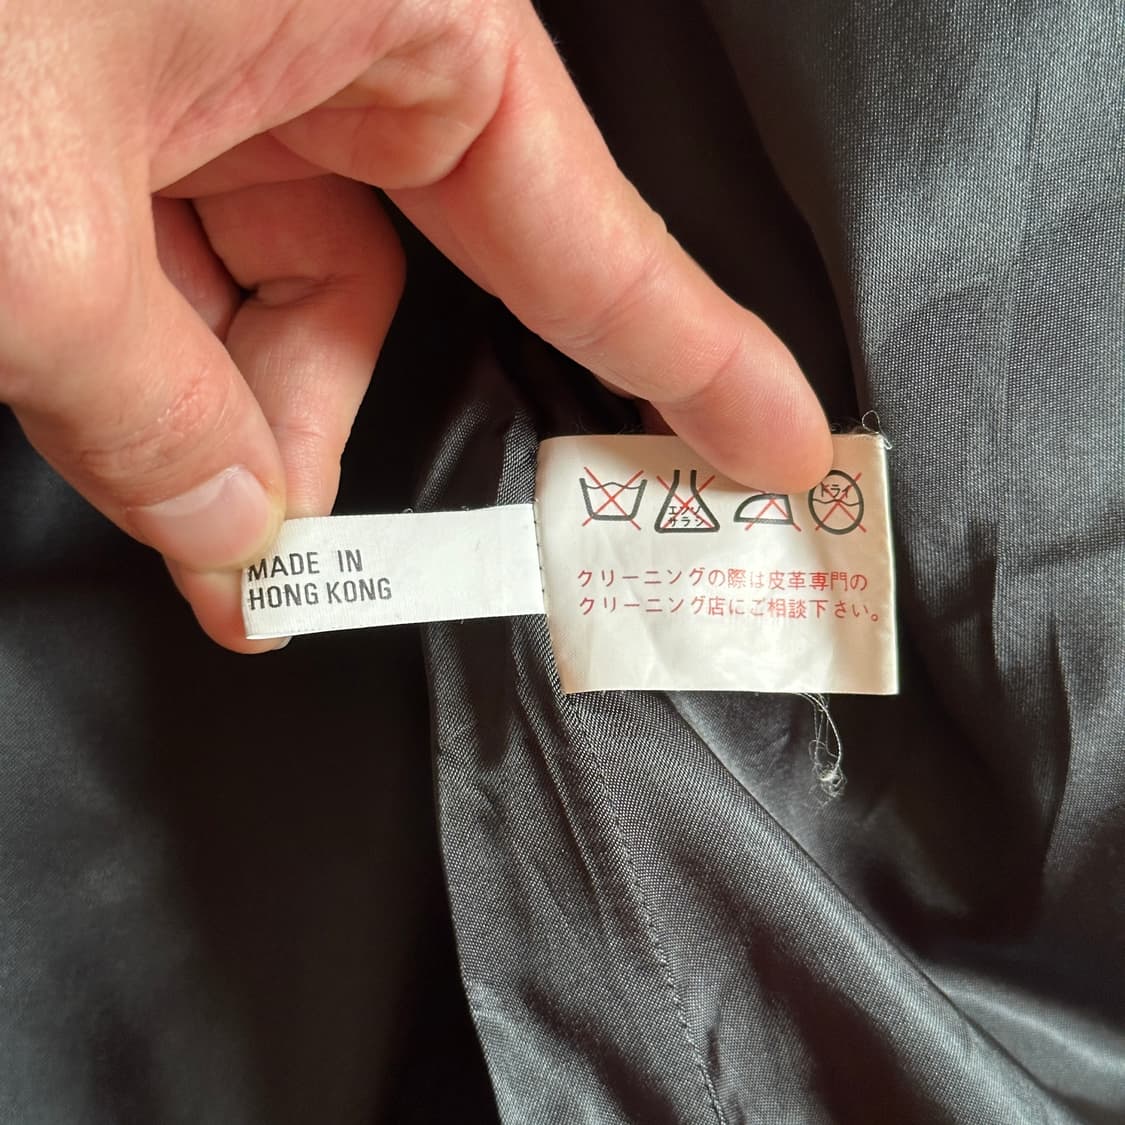 MADE IN
HONG KONG
エンソ
サラシ
ドライ
クリーニングの際は皮革専門の
クリーニング店にご相談下さい。